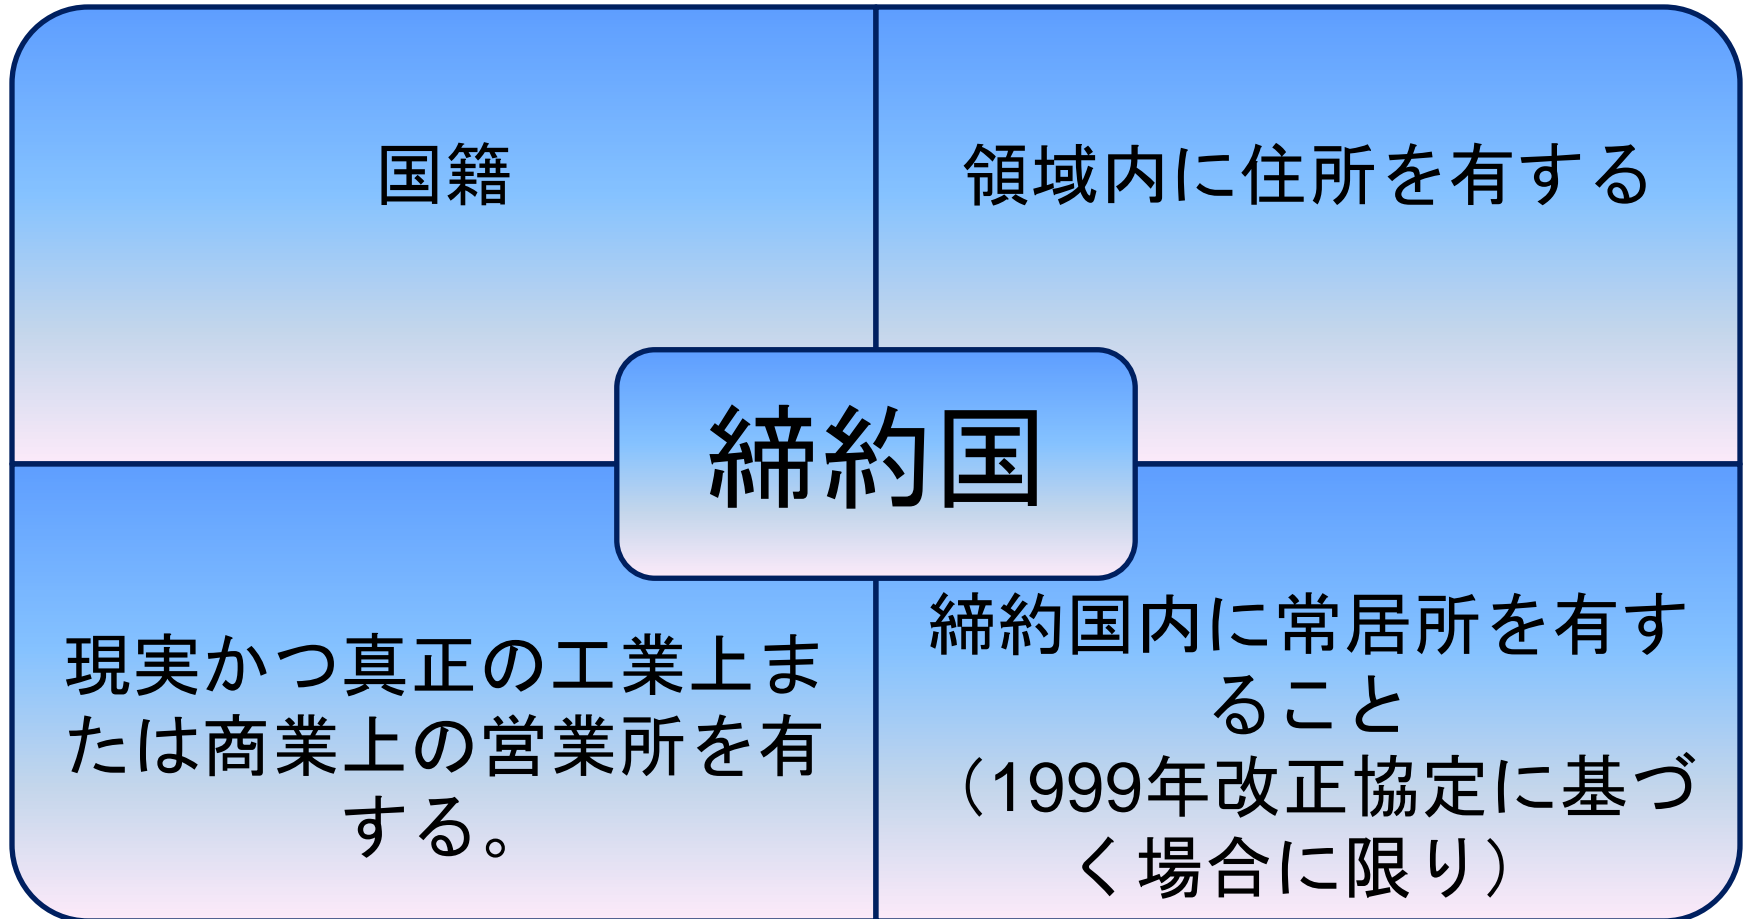 国籍
領域内に住所を有する
締約国
現実かつ真正の工業上ま
たは商業上の営業所を有
する。
締約国内に常居所を有す
ること
（1999年改正協定に基づ
く場合に限り）